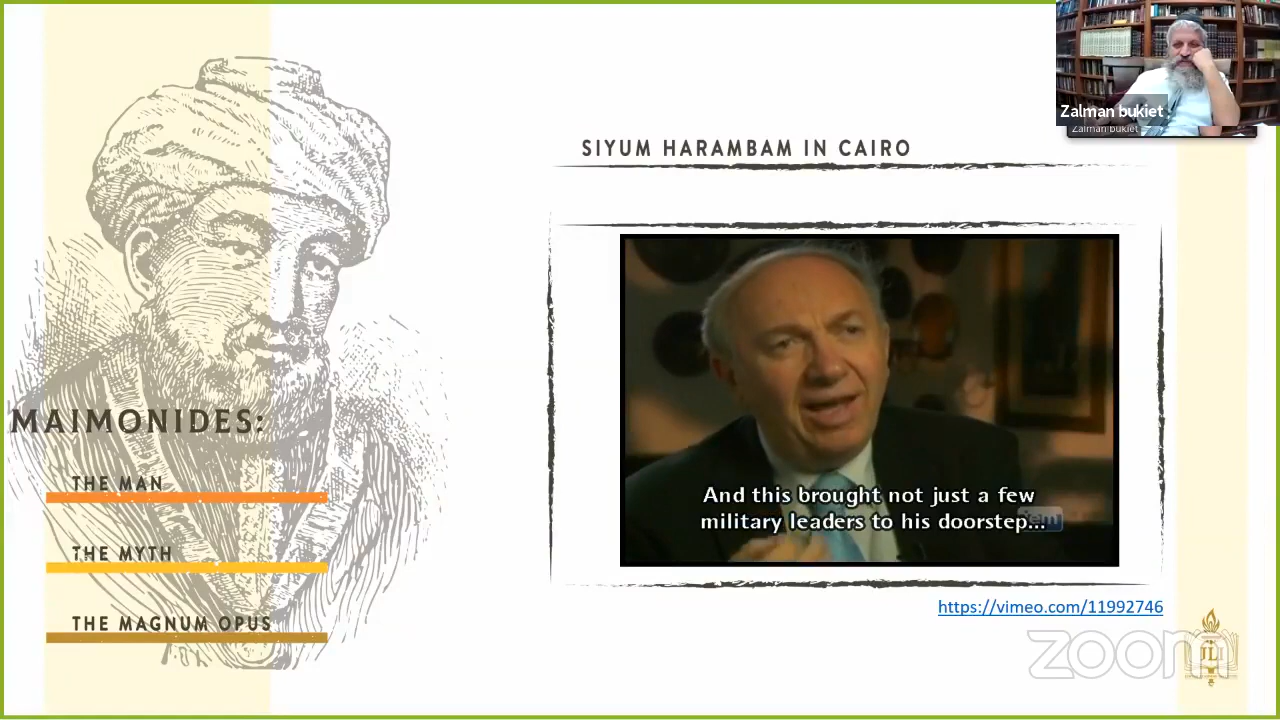 Zalman bukiet
Zalman bukiet
SIYUM HARAMBAM IN CAIRO
And this brought not just a few
military leaders to his doorstep...
https://vimeo.com/11992746
MAIMONIDES:
THE MAN
THE MYTH
THE MAGNUM OPUS
zoom
JLI